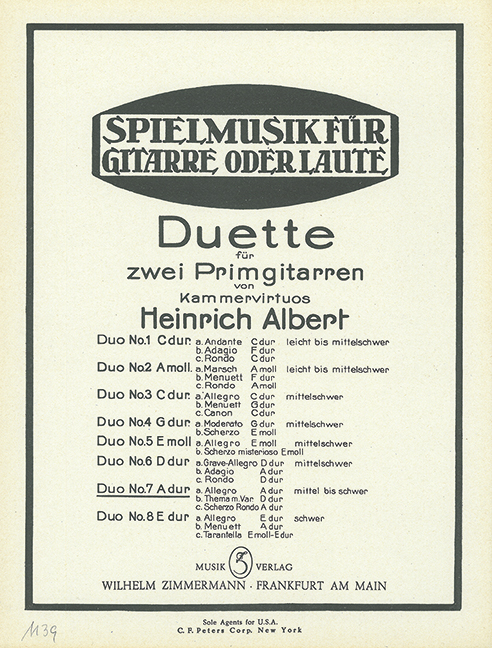 SPIELMUSIK FÜR
GITARRE ODER LAUTE
Duette
für
zwei Primgitarren
von
Kammervirtuos
Heinrich Albert
Duo No.1 C dur. a. Andante C dur leicht bis mittelschwer
b. Adagio F dur
c. Rondo C dur
Duo No.2 A moll. a. Marsch A moll leicht bis mittelschwer
b. Menuett F dur
c. Rondo A moll
Duo No.3 C dur. a. Allegro C dur mittelschwer
b. Menuett G dur
c. Canon C dur
Duo No.4 G dur. a. Moderato G dur mittelschwer
b. Scherzo E moll
Duo No.5 E moll a. Allegro E moll mittelschwer
b. Scherzo misterioso E moll
Duo No.6 D dur a. Grave-Allegro D dur mittelschwer
b. Adagio A dur
c. Rondo D dur
Duo No.7 A dur a. Allegro A dur mittel bis schwer
b. Thema m. Var D dur
c. Scherzo Rondo A dur
Duo No.8 E dur a. Allegro E dur schwer
b. Menuett A dur
c. Tarantella E moll-E dur
MUSIK Z VERLAG
WILHELM ZIMMERMANN · FRANKFURT AM MAIN
Sole Agents for U.S.A.
C. F. Peters Corp. New York
1139